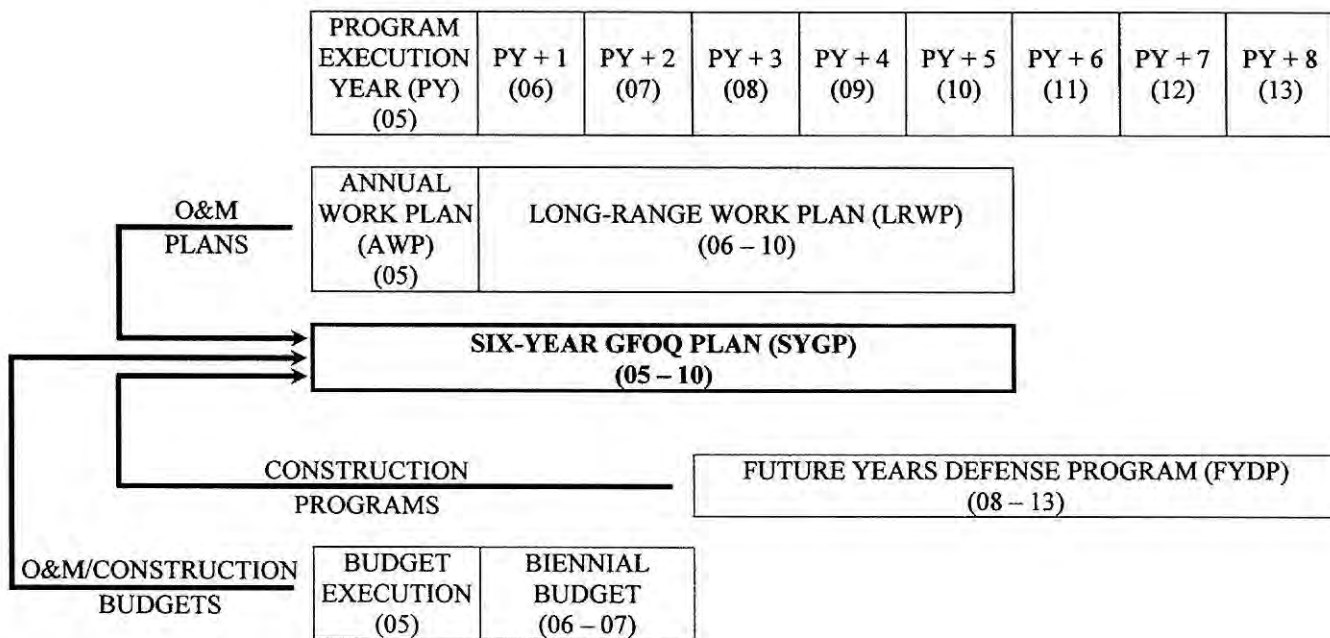 PROGRAM
EXECUTION
YEAR (PY)
(05)
PY + 1
(06)
PY + 2
(07)
PY + 3
(08)
PY + 4
(09)
PY + 5
(10)
PY + 6
(11)
PY + 7
(12)
PY + 8
(13)
O&M
PLANS
ANNUAL
WORK PLAN
(AWP)
(05)
LONG-RANGE WORK PLAN (LRWP)
(06 – 10)
SIX-YEAR GFOQ PLAN (SYGP)
(05 – 10)
CONSTRUCTION
PROGRAMS
FUTURE YEARS DEFENSE PROGRAM (FYDP)
(08 – 13)
O&M/CONSTRUCTION
BUDGETS
BUDGET
EXECUTION
(05)
BIENNIAL
BUDGET
(06 – 07)